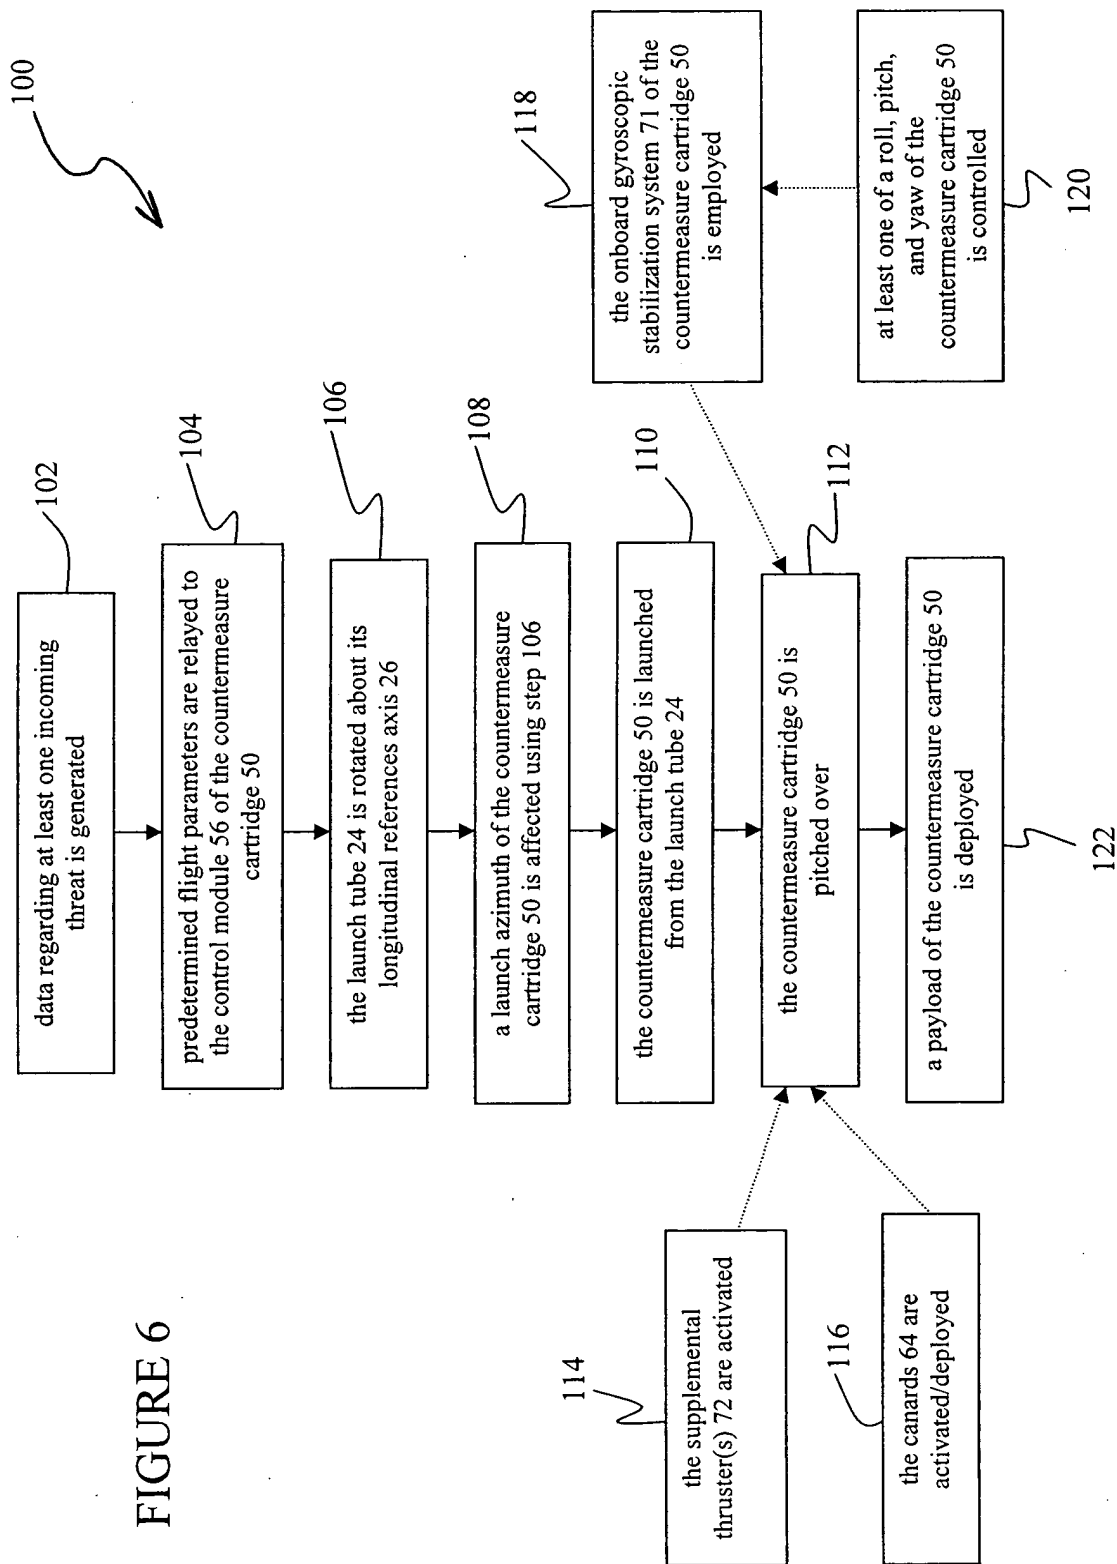 100
102
data regarding at least one incoming
threat is generated
104
predetermined flight parameters are relayed to
the control module 56 of the countermeasure
cartridge 50
106
the launch tube 24 is rotated about its
longitudinal references axis 26
108
a launch azimuth of the countermeasure
cartridge 50 is affected using step 106
110
the countermeasure cartridge 50 is launched
from the launch tube 24
112
the countermeasure cartridge 50 is
pitched over
114
the supplemental
thruster(s) 72 are activated
116
the canards 64 are
activated/deployed
118
the onboard gyroscopic
stabilization system 71 of the
countermeasure cartridge 50
is employed
at least one of a roll, pitch,
and yaw of the
countermeasure cartridge 50
is controlled
120
a payload of the countermeasure cartridge 50
is deployed
122
FIGURE 6